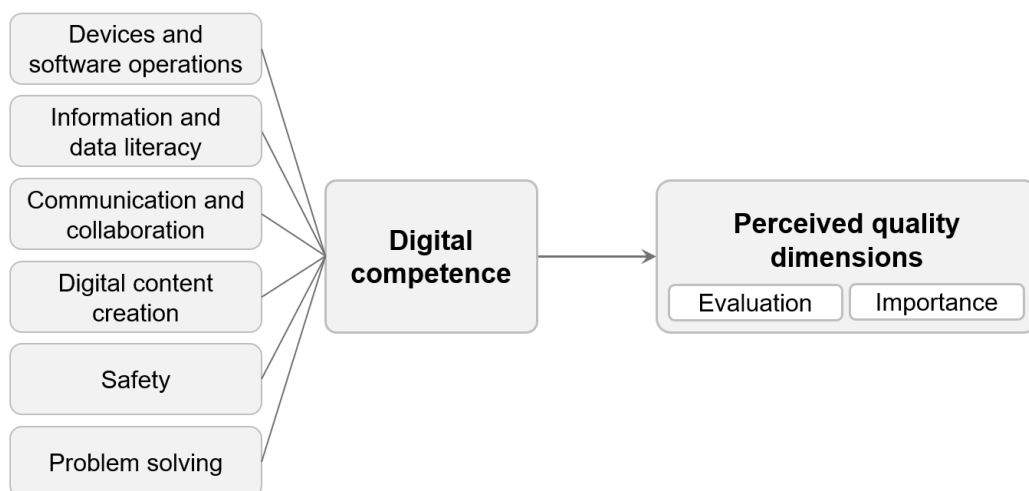 Devices and
software operations
Information and
data literacy
Communication and
collaboration
Digital content
creation
Safety
Problem solving
Digital
competence
Perceived quality
dimensions
Evaluation
Importance